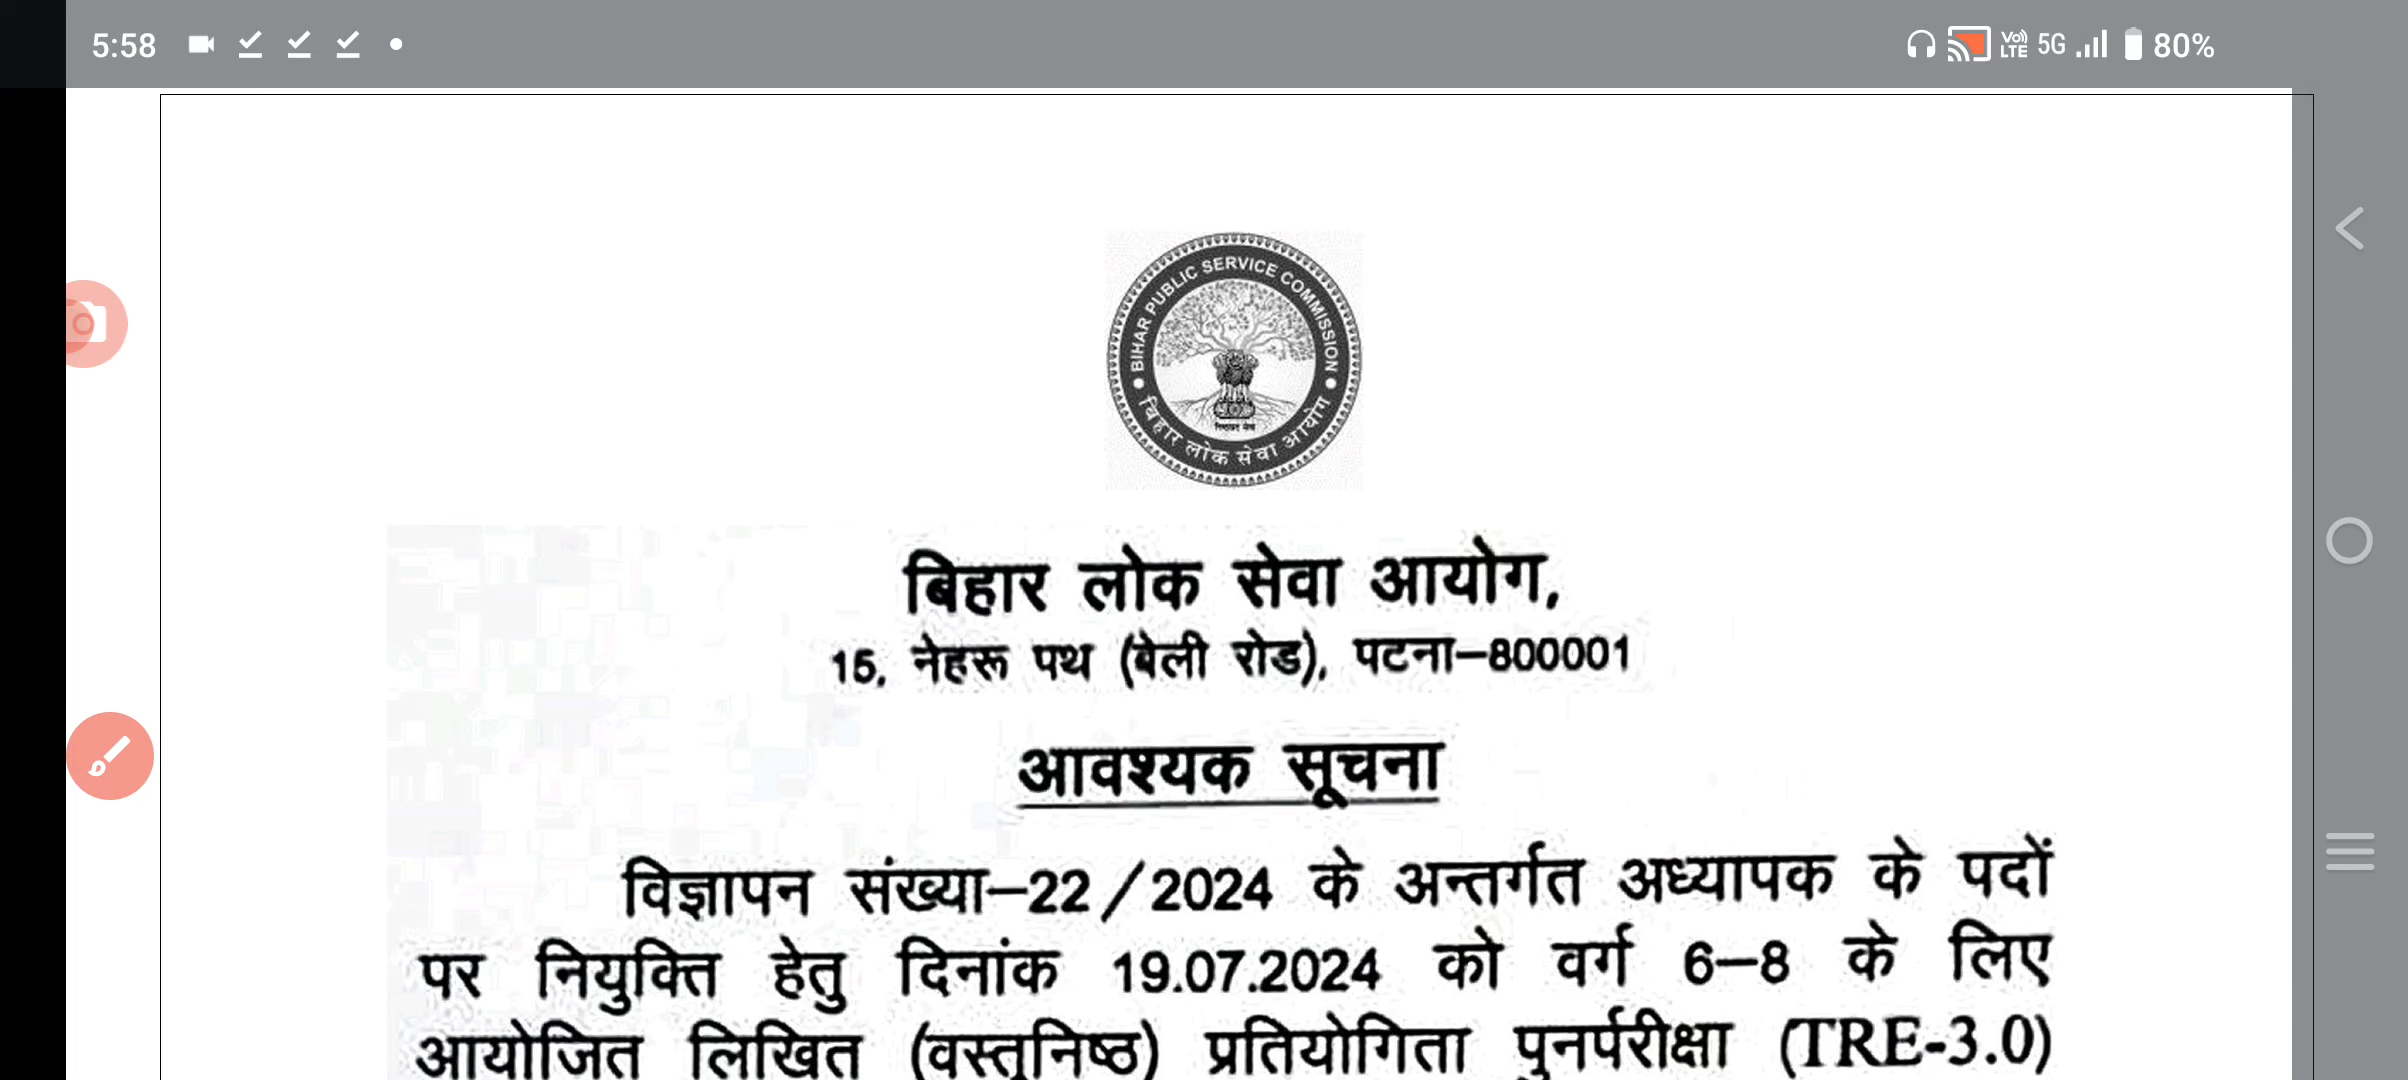 5:58 VoLTE 5G 80%
BIHAR PUBLIC SERVICE COMMISSION
बिहार लोक सेवा आयोग
बिहार लोक सेवा आयोग,
15, नेहरू पथ (बेली रोड), पटना–800001
आवश्यक सूचना
विज्ञापन संख्या–22/2024 के अन्तर्गत अध्यापक के पदों
पर नियुक्ति हेतु दिनांक 19.07.2024 को वर्ग 6–8 के लिए
आयोजित लिखित (वस्तुनिष्ठ) प्रतियोगिता पुनर्परीक्षा (TRE-3.0)